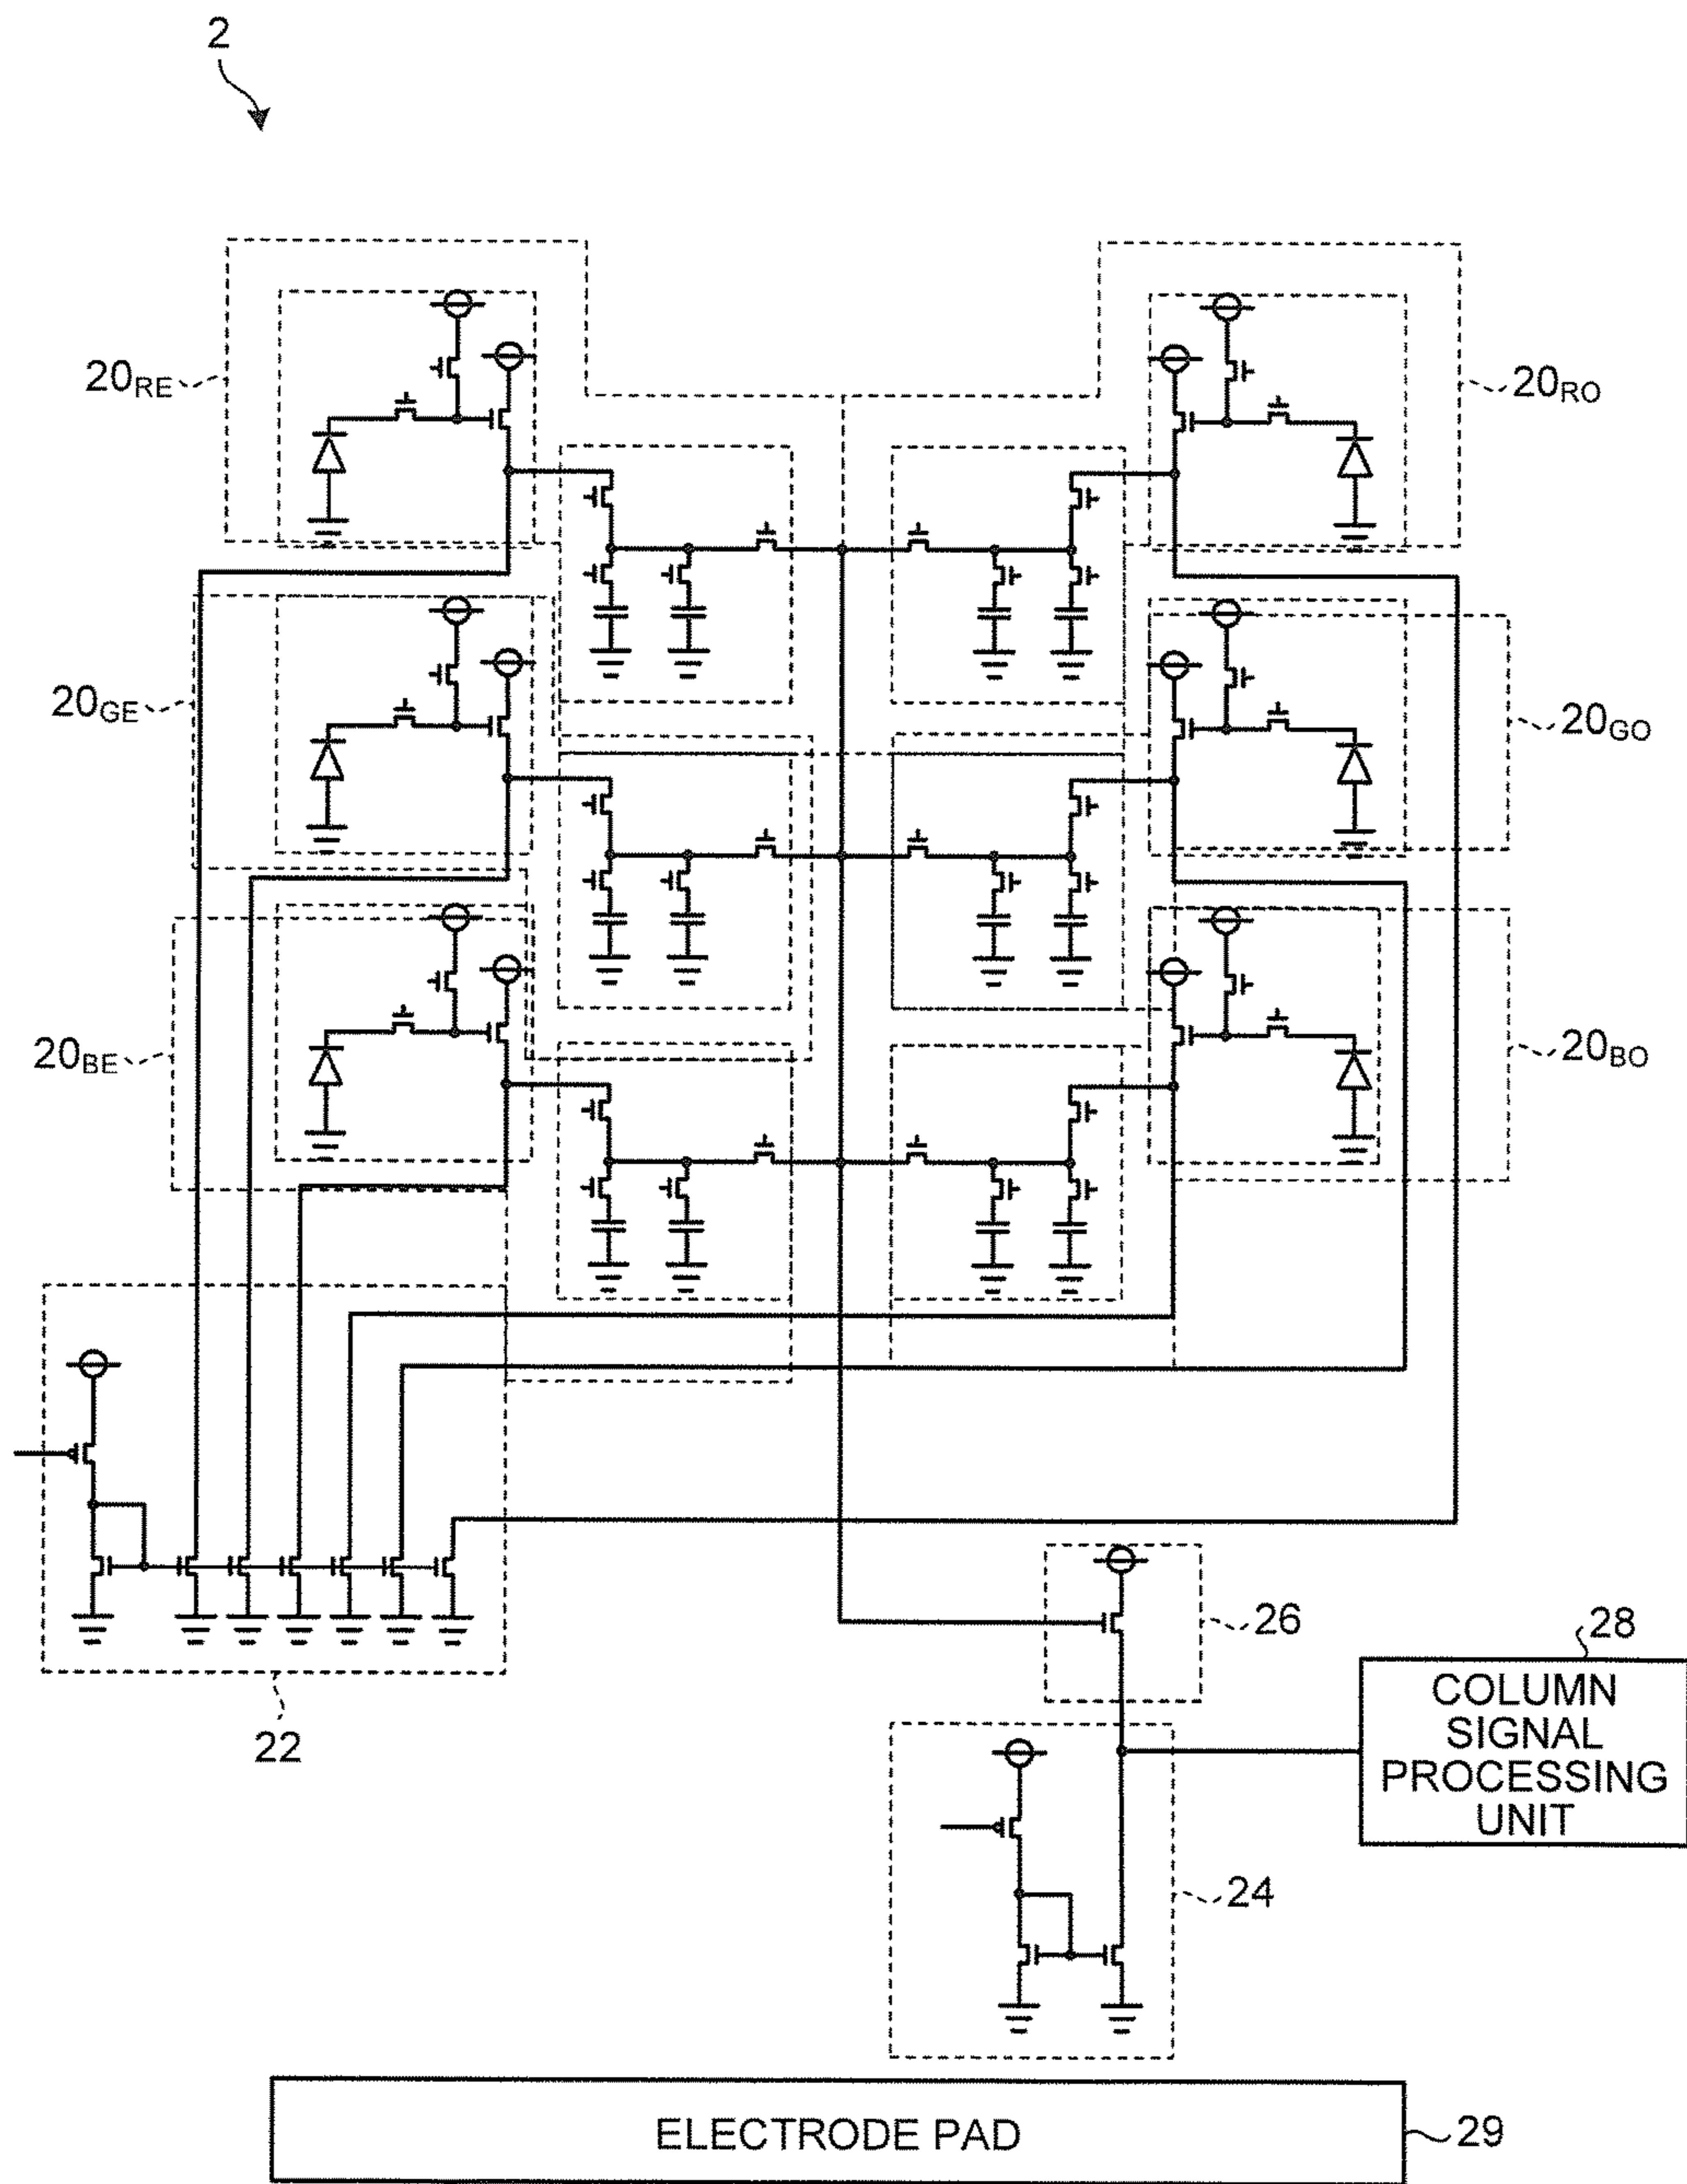 2
20RE
20RO
20GE
20GO
20BE
20BO
26
28
COLUMN
SIGNAL
PROCESSING
UNIT
22
24
ELECTRODE PAD
29